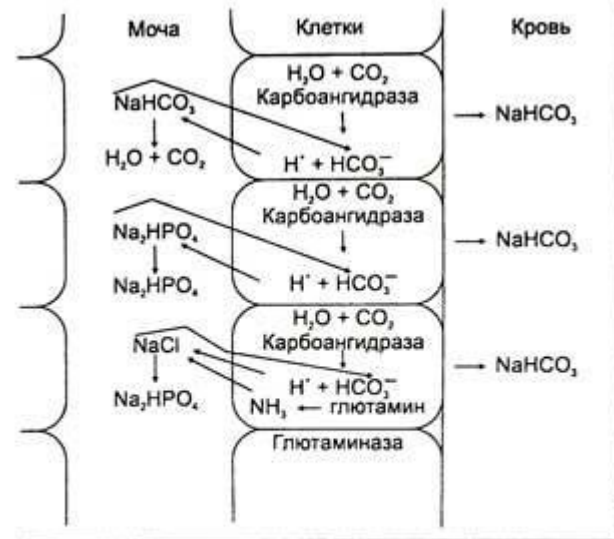 Моча Клетки Кровь
H₂O + CO₂
Карбоангидраза
NaHCO₃ → NaHCO₃
H₂O + CO₂ H⁺ + HCO₃⁻
H₂O + CO₂
Карбоангидраза
Na₂HPO₄ → NaHCO₃
Na₂HPO₄ H⁺ + HCO₃⁻
H₂O + CO₂
Карбоангидраза
NaCl → NaHCO₃
H⁺ + HCO₃⁻
Na₂HPO₄ NH₃ ← глютамин
Глютаминаза